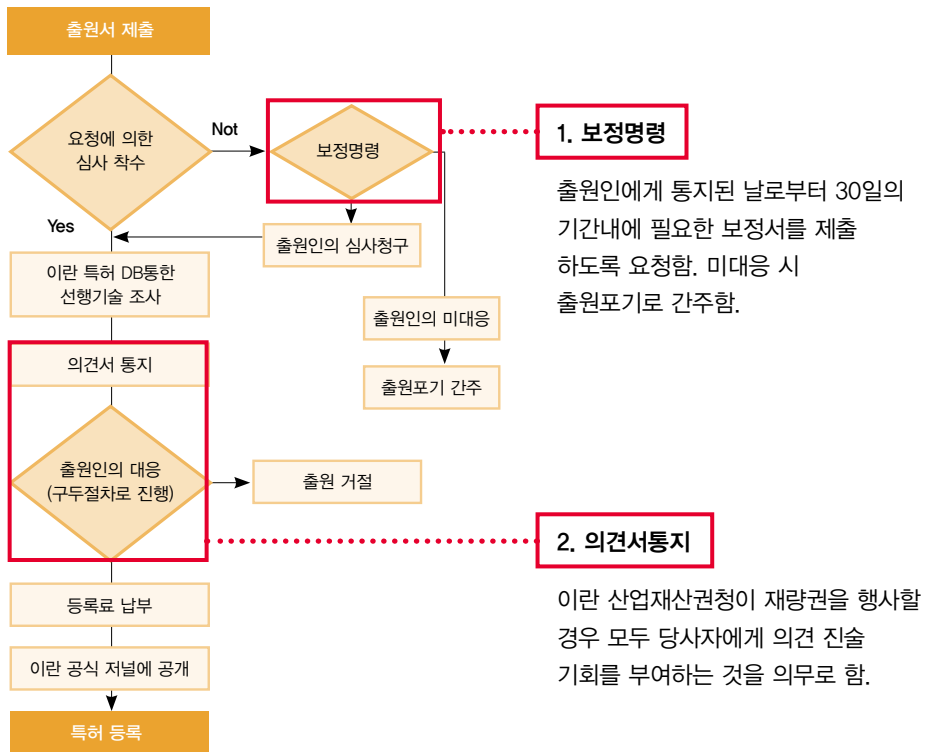 출원서 제출
요청에 의한
심사 착수
Not
보정명령
Yes
출원인의 심사청구
이란 특허 DB통한
선행기술 조사
출원인의 미대응
출원포기 간주
의견서 통지
출원인의 대응
(구두절차로 진행)
출원 거절
등록료 납부
이란 공식 저널에 공개
특허 등록
1. 보정명령
출원인에게 통지된 날로부터 30일의
기간내에 필요한 보정서를 제출
하도록 요청함. 미대응 시
출원포기로 간주함.
2. 의견서통지
이란 산업재산권청이 재량권을 행사할
경우 모두 당사자에게 의견 진술
기회를 부여하는 것을 의무로 함.